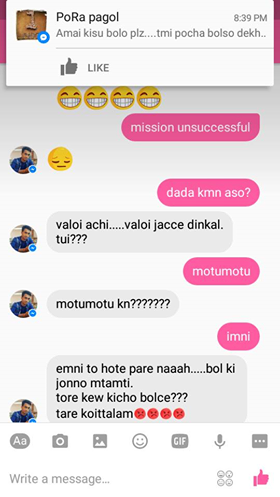 PoRa pagol 8:39 PM
Amai kisu bolo plz....tmi pocha bolso dekh..
LIKE
😁😁😁😁
mission unsuccessful
😔
dada kmn aso?
valoi achi.....valoi jacce dinkal.
tui???
motumotu
motumotu kn???????
imni
emni to hote pare naaah.....bol ki
jonno mtamti.
tore kew kicho bolce???
tare koittalam😡😡😡😡
Aa GIF
Write a message...